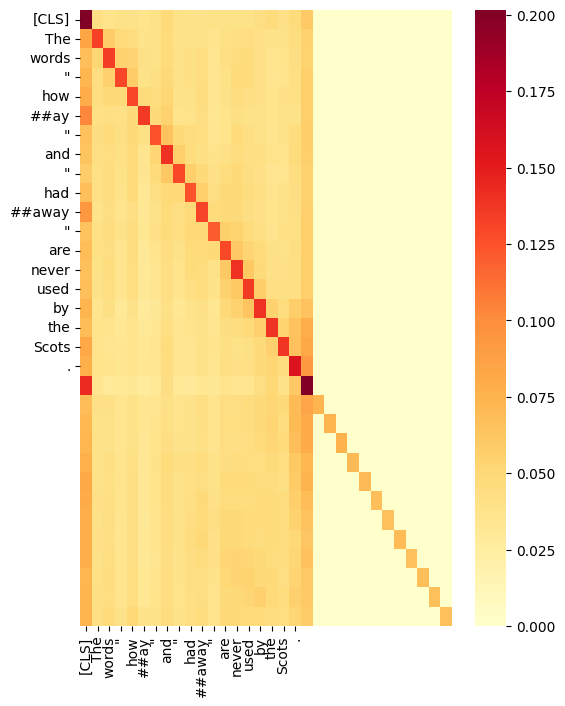 [CLS]
The
words
"
how
##ay
"
and
"
had
##away
"
are
never
used
by
the
Scots
.
0.200
0.175
0.150
0.125
0.100
0.075
0.050
0.025
0.000
[CLS]
The
words
"
how
##ay
"
and
"
had
##away
"
are
never
used
by
the
Scots
.